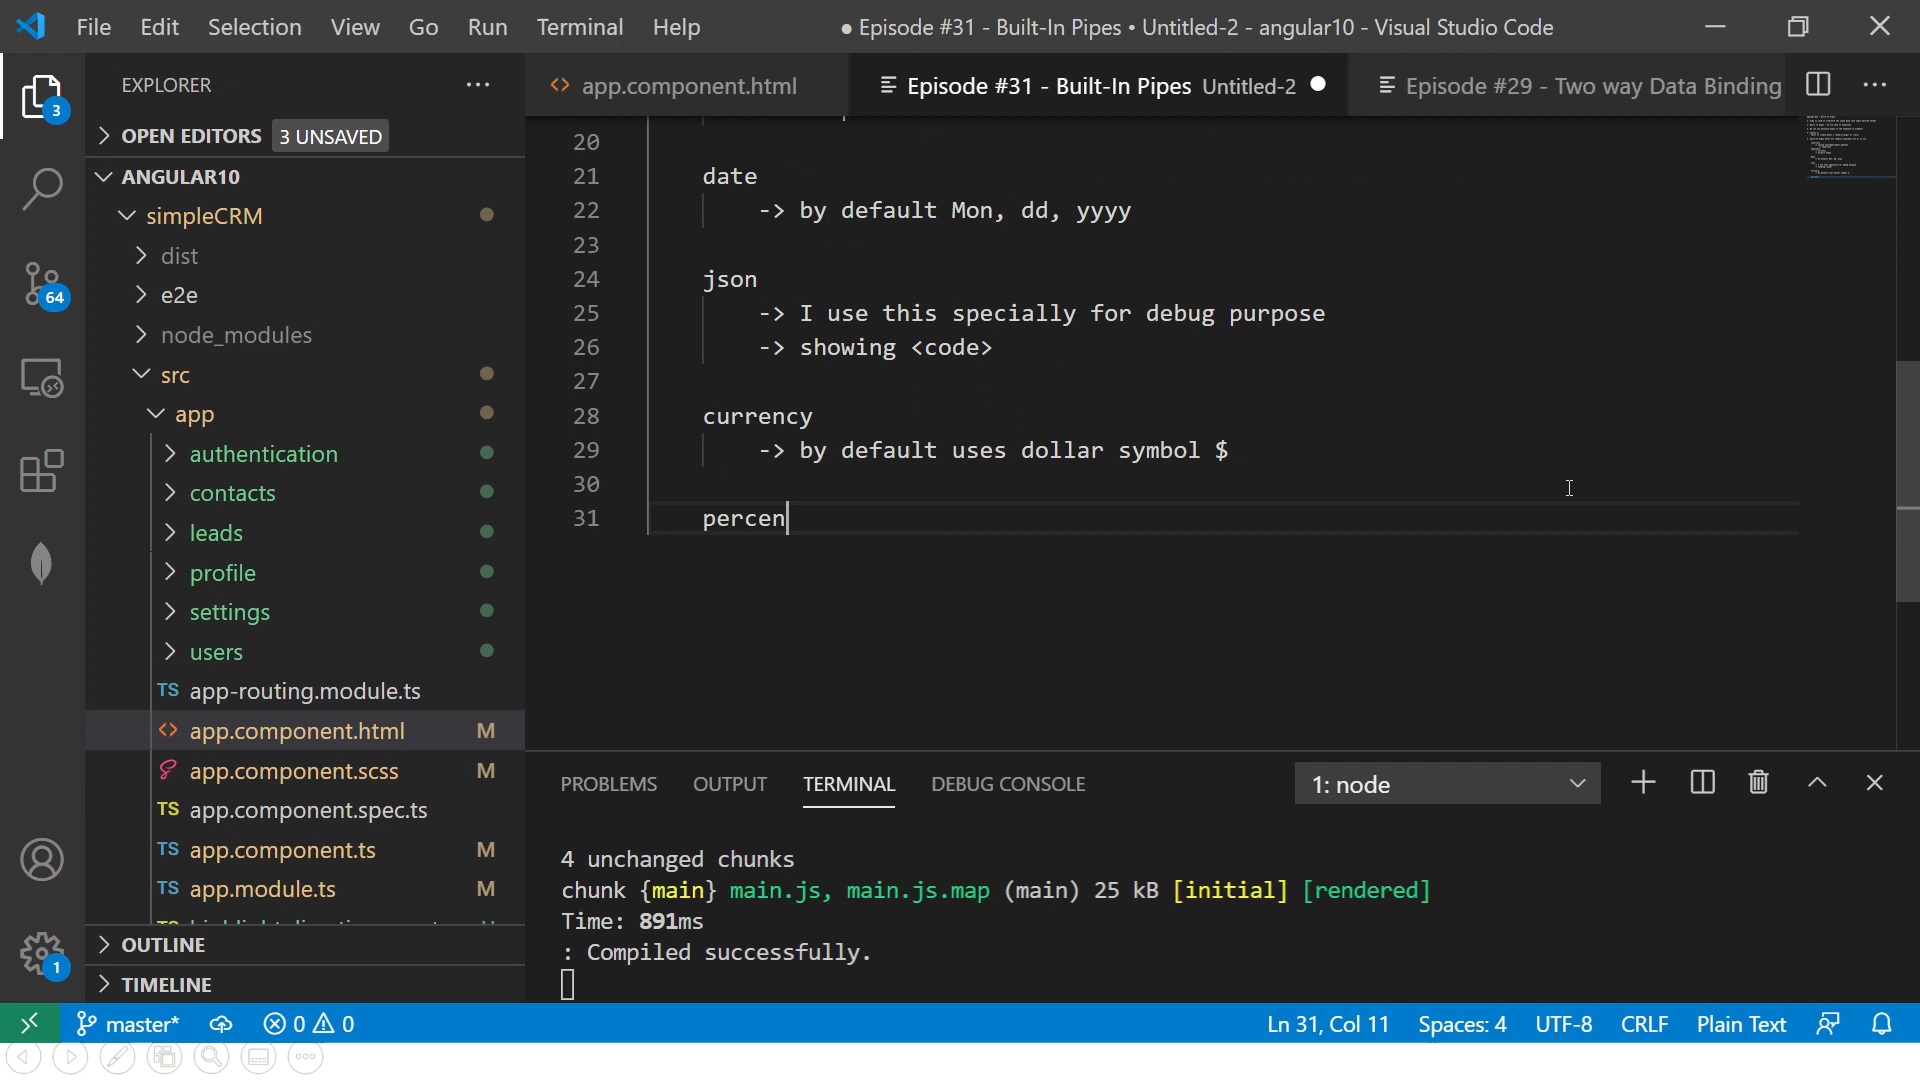 File Edit Selection View Go Run Terminal Help
● Episode #31 - Built-In Pipes • Untitled-2 - angular10 - Visual Studio Code
EXPLORER
app.component.html
Episode #31 - Built-In Pipes Untitled-2
Episode #29 - Two way Data Binding
3
OPEN EDITORS 3 UNSAVED
ANGULAR10
simpleCRM
dist
64
e2e
node_modules
src
app
authentication
contacts
leads
profile
settings
users
TS app-routing.module.ts
app.component.html M
app.component.scss M
TS app.component.spec.ts
TS app.component.ts M
TS app.module.ts M
OUTLINE
1
TIMELINE
20
21 date
22 -> by default Mon, dd, yyyy
23
24 json
25 -> I use this specially for debug purpose
26 -> showing <code>
27
28 currency
29 -> by default uses dollar symbol $
30
31 percen
PROBLEMS OUTPUT TERMINAL DEBUG CONSOLE 1: node
4 unchanged chunks
chunk {main} main.js, main.js.map (main) 25 kB [initial] [rendered]
Time: 891ms
: Compiled successfully.
master* 0 0 Ln 31, Col 11 Spaces: 4 UTF-8 CRLF Plain Text